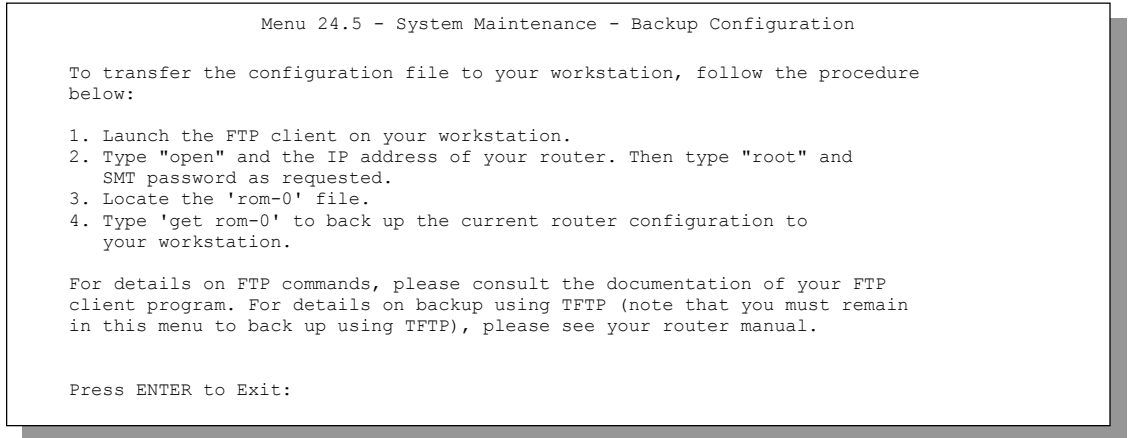 Menu 24.5 - System Maintenance - Backup Configuration
To transfer the configuration file to your workstation, follow the procedure
below:
1. Launch the FTP client on your workstation.
2. Type "open" and the IP address of your router. Then type "root" and
SMT password as requested.
3. Locate the 'rom-0' file.
4. Type 'get rom-0' to back up the current router configuration to
your workstation.
For details on FTP commands, please consult the documentation of your FTP
client program. For details on backup using TFTP (note that you must remain
in this menu to back up using TFTP), please see your router manual.
Press ENTER to Exit: